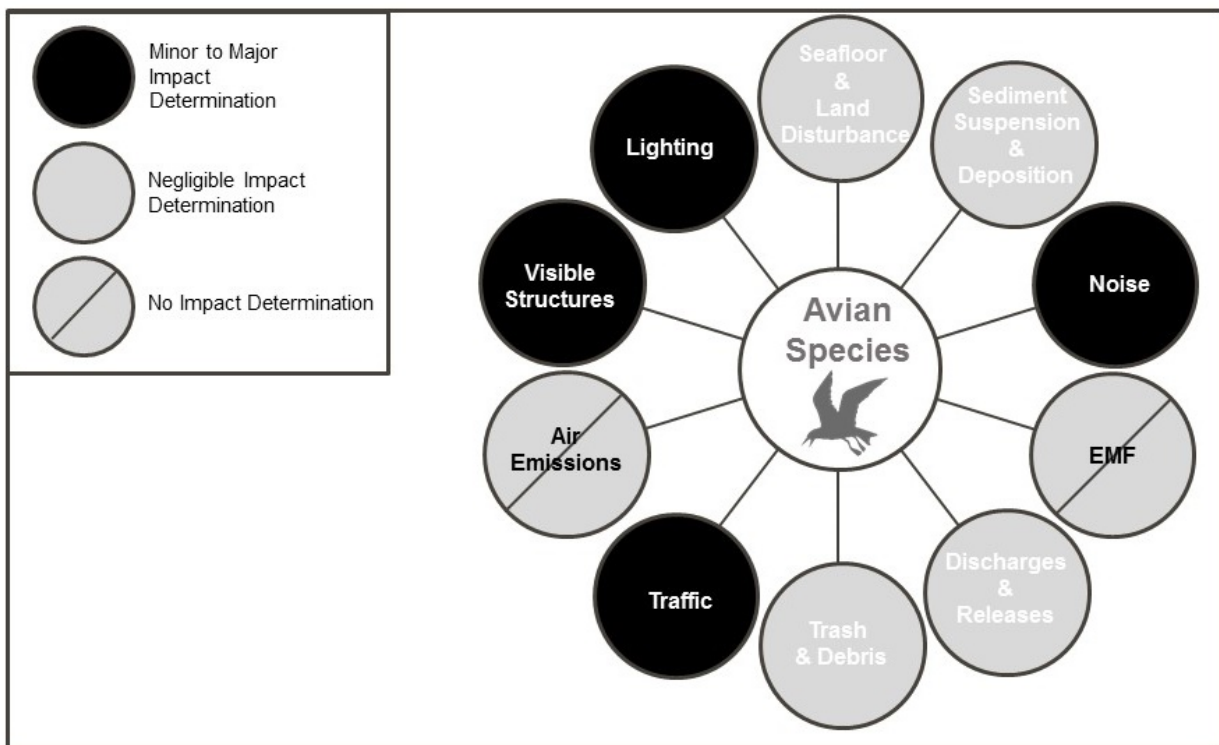 Minor to Major
Impact
Determination
Negligible Impact
Determination
No Impact Determination
Seafloor
&
Land
Disturbance
Sediment
Suspension
&
Deposition
Lighting
Noise
Visible
Structures
Avian
Species
Air
Emissions
EMF
Traffic
Discharges
&
Releases
Trash
& Debris